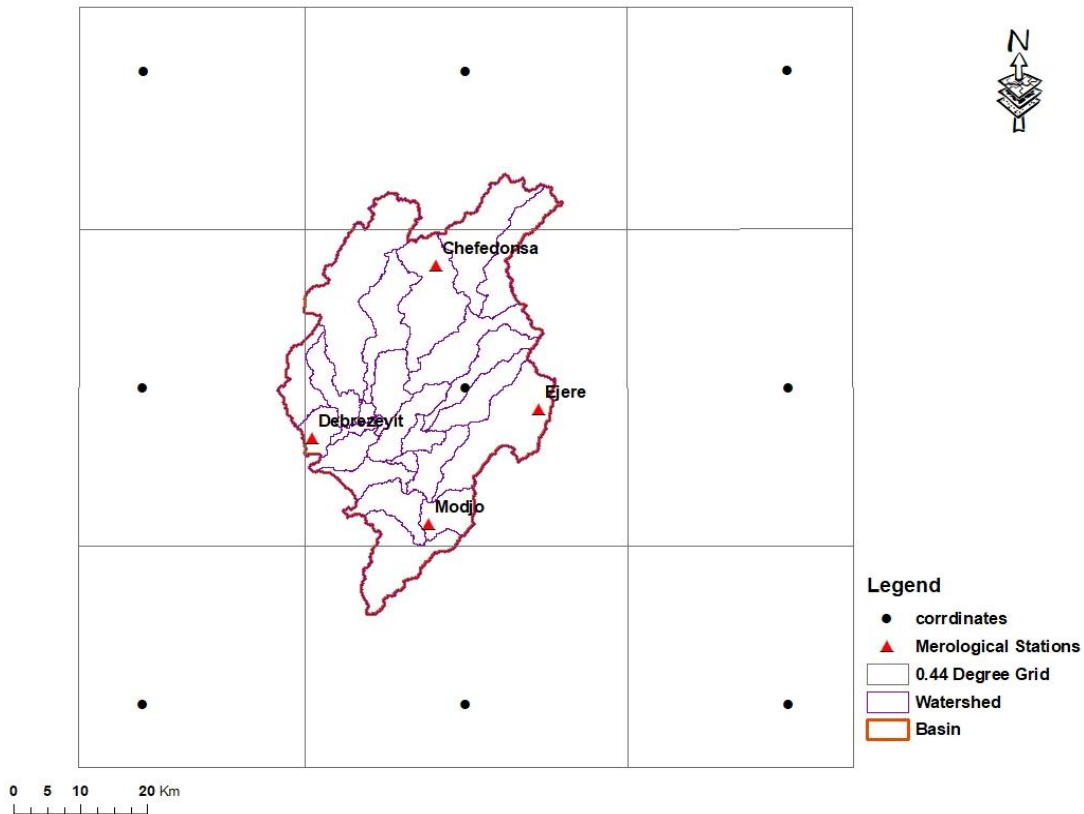 N
Chefedonsa
Ejere
Debrezeyit
Modjo
Legend
corrdinates
Merological Stations
0.44 Degree Grid
Watershed
Basin
0 5 10 20 Km